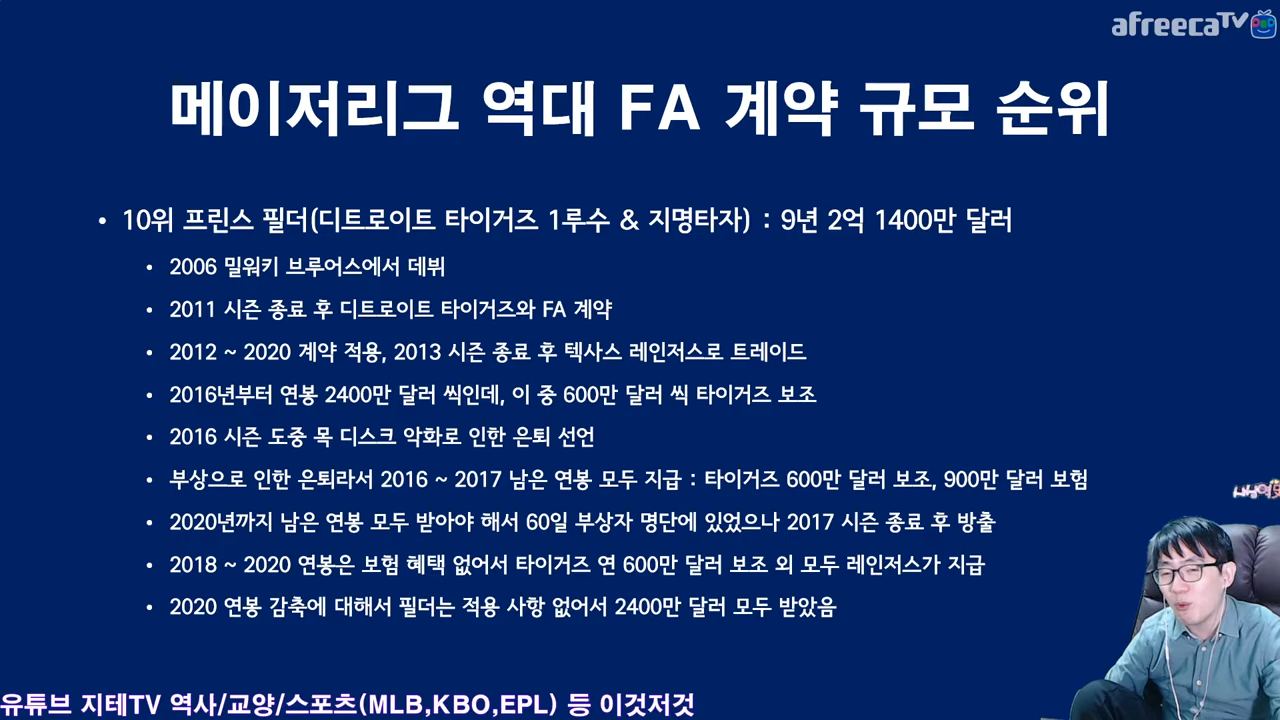 afreecaTV
메이저리그 역대 FA 계약 규모 순위
• 10위 프린스 필더(디트로이트 타이거즈 1루수 & 지명타자) : 9년 2억 1400만 달러
• 2006 밀워키 브루어스에서 데뷔
• 2011 시즌 종료 후 디트로이트 타이거즈와 FA 계약
• 2012 ~ 2020 계약 적용, 2013 시즌 종료 후 텍사스 레인저스로 트레이드
• 2016년부터 연봉 2400만 달러 씩인데, 이 중 600만 달러 씩 타이거즈 보조
• 2016 시즌 도중 목 디스크 악화로 인한 은퇴 선언
• 부상으로 인한 은퇴라서 2016 ~ 2017 남은 연봉 모두 지급 : 타이거즈 600만 달러 보조, 900만 달러 보험
• 2020년까지 남은 연봉 모두 받아야 해서 60일 부상자 명단에 있었으나 2017 시즌 종료 후 방출
• 2018 ~ 2020 연봉은 보험 혜택 없어서 타이거즈 연 600만 달러 보조 외 모두 레인저스가 지급
• 2020 연봉 감축에 대해서 필더는 적용 사항 없어서 2400만 달러 모두 받았음
유튜브 지테TV 역사/교양/스포츠(MLB,KBO,EPL) 등 이것저것